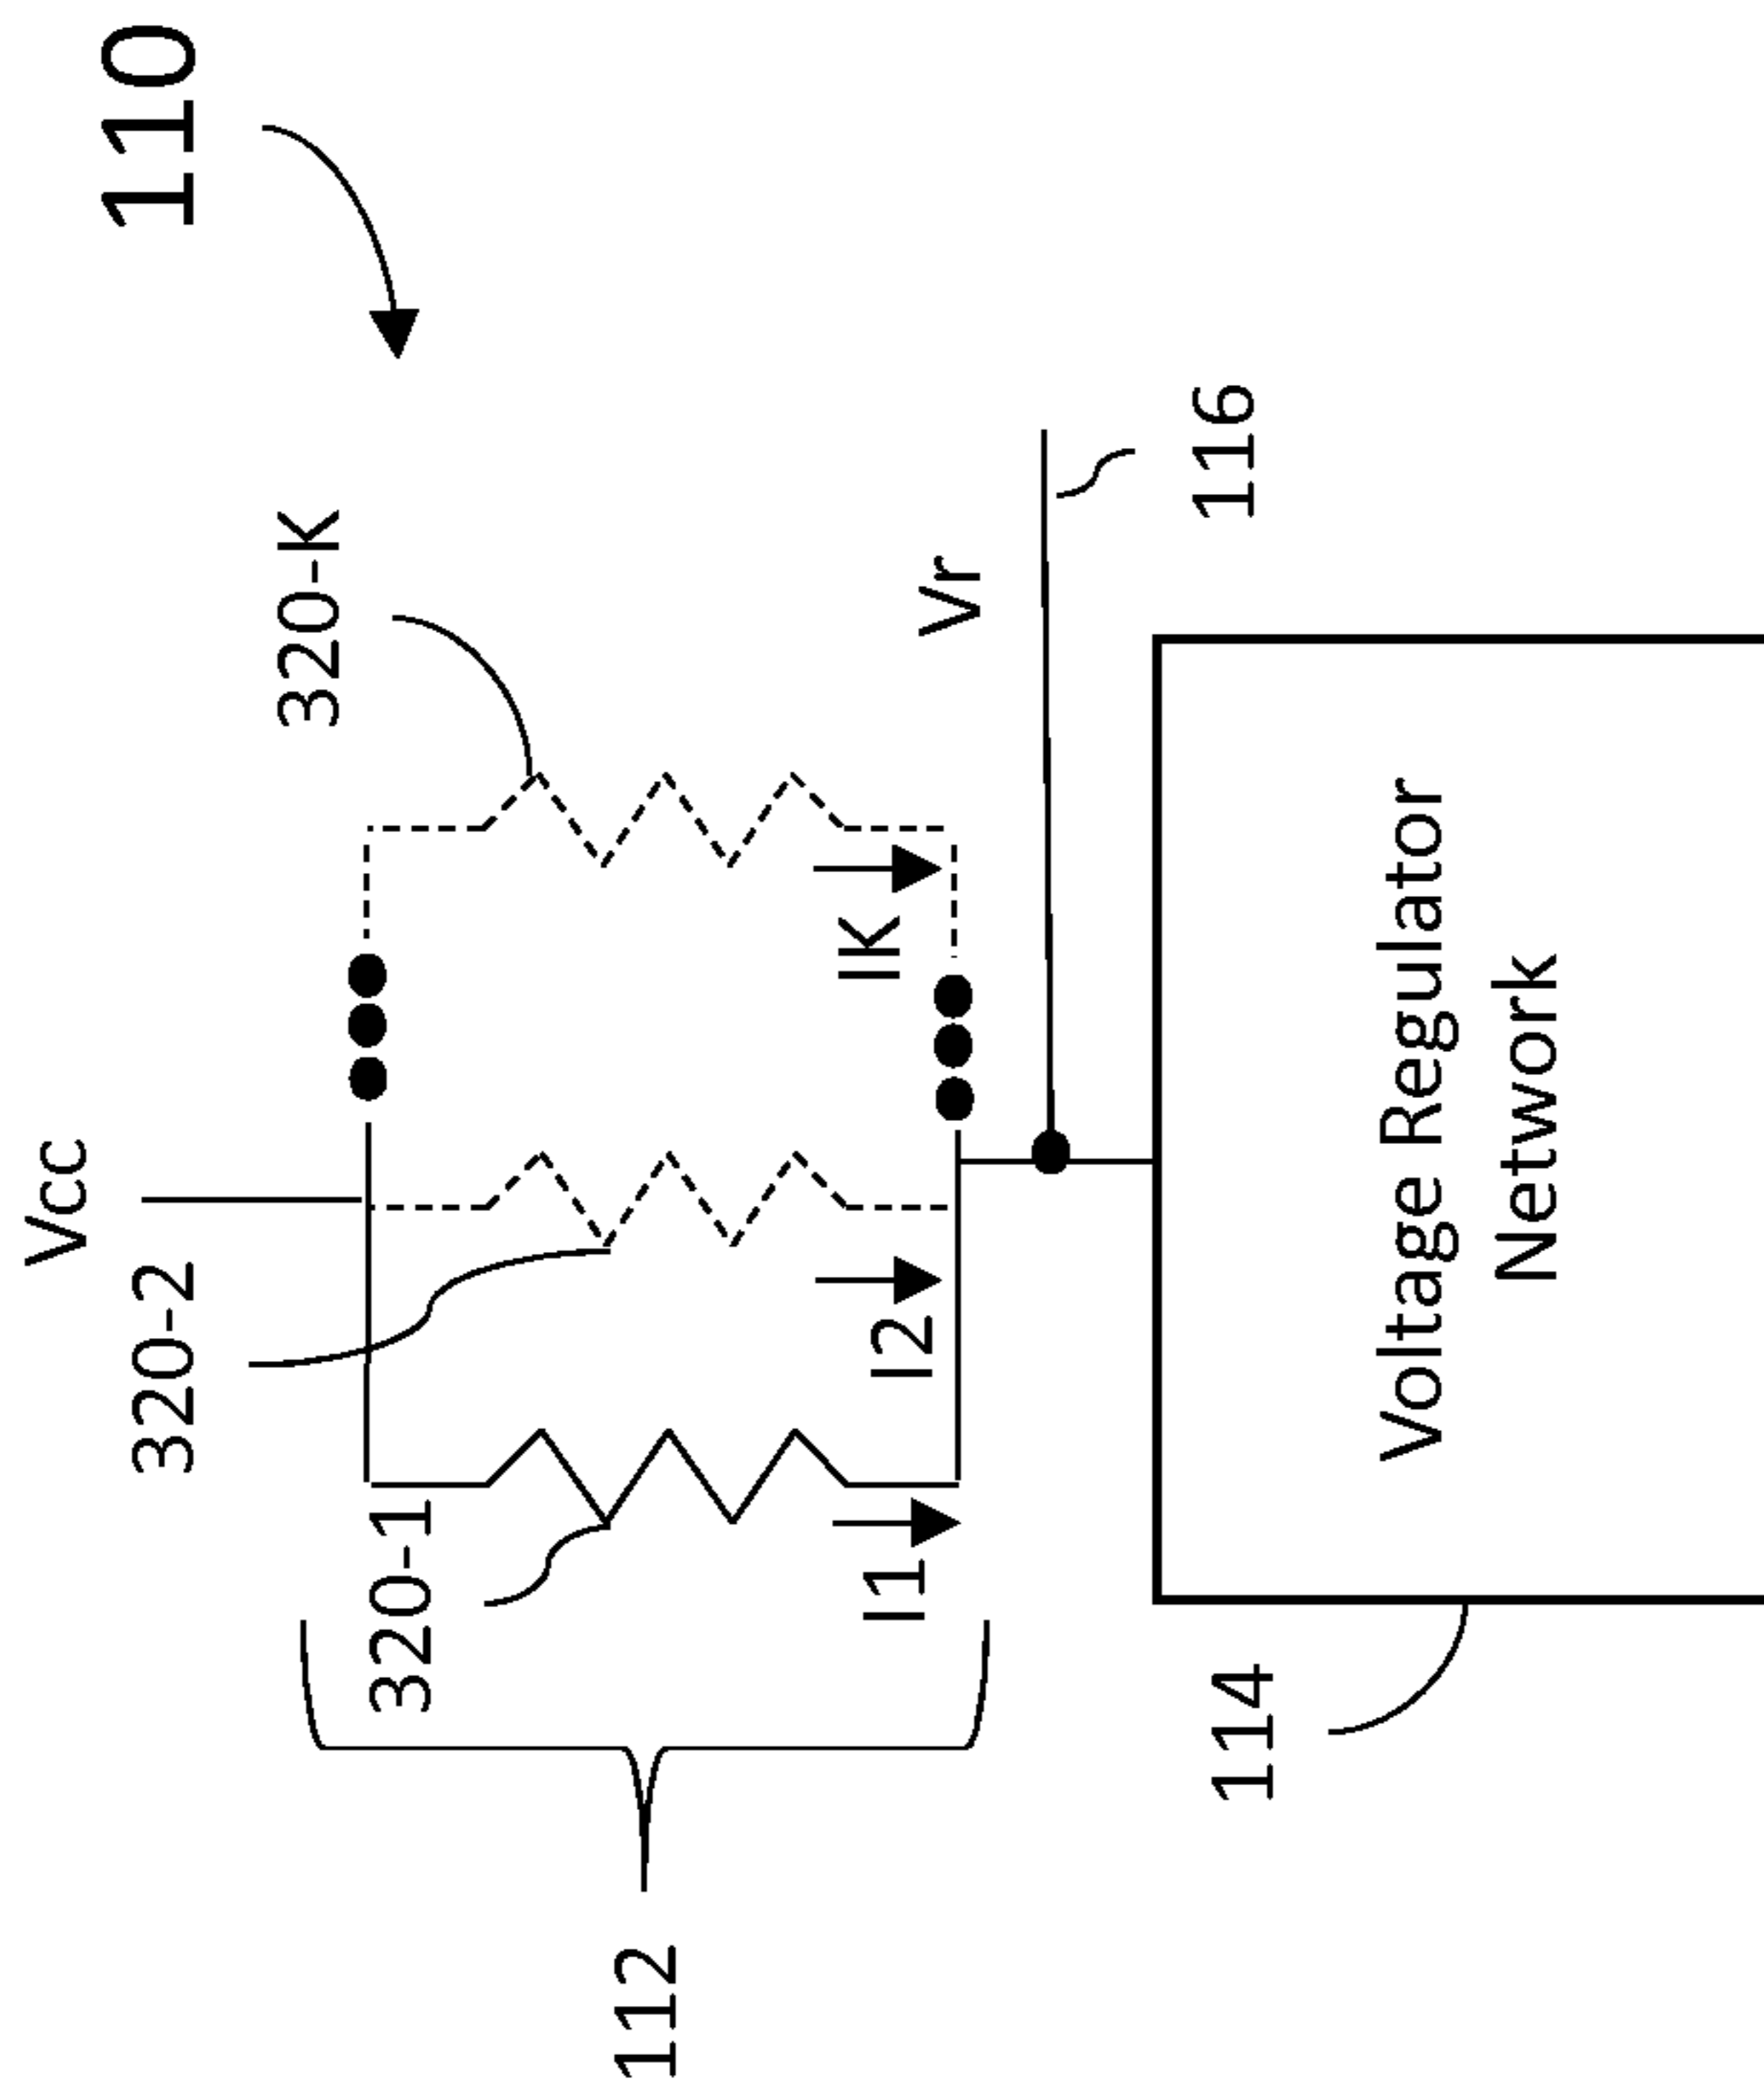 110
Vcc
320-2
320-K
320-1
I1
I2
IK
Vr
116
112
114
Voltage Regulator
Network